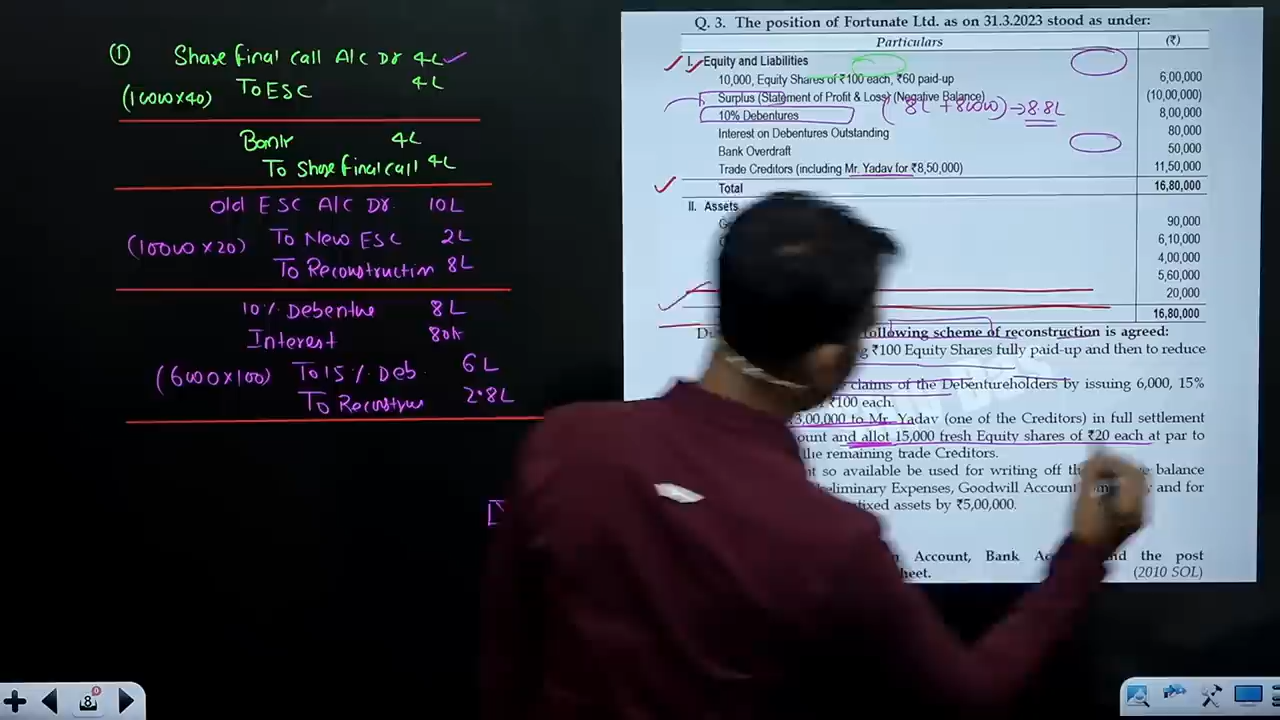 ① Share final call A/c Dr 4L
(10000×40) To ESC 4L
Bank 4L
To Share final call 4L
Old ESC A/c Dr. 10L
(10000×20) To New ESC 2L
To Reconstruction 8L
10% Debenture 8L
Interest 80k
(6000×100) To 15% Deb. 6L
To Reconstruc 2.8L
Q. 3. The position of Fortunate Ltd. as on 31.3.2023 stood as under:
Particulars (₹)
I. Equity and Liabilities
10,000, Equity Shares of ₹100 each, ₹60 paid-up 6,00,000
Surplus (Statement of Profit & Loss) (Negative Balance) (10,00,000)
(8L+80000)→8.8L
10% Debentures 8,00,000
Interest on Debentures Outstanding 80,000
Bank Overdraft 50,000
Trade Creditors (including Mr. Yadav for ₹8,50,000) 11,50,000
Total 16,80,000
II. Assets
90,000
6,10,000
4,00,000
5,60,000
20,000
16,80,000
following scheme of reconstruction is agreed:
₹100 Equity Shares fully paid-up and then to reduce
claims of the Debentureholders by issuing 6,000, 15%
₹100 each.
3,00,000 to Mr. Yadav (one of the Creditors) in full settlement
and allot 15,000 fresh Equity shares of ₹20 each at par to
the remaining trade Creditors.
so available be used for writing off balance
Preliminary Expenses, Goodwill Account and for
fixed assets by ₹5,00,000.
Account, Bank and the post
(2010 SOL)
8